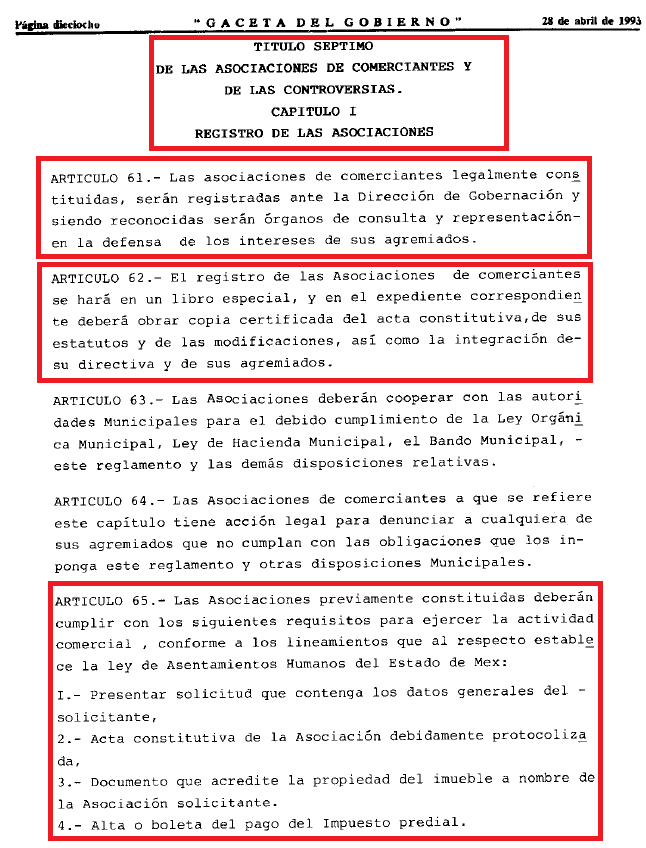 Página dieciocho "GACETA DEL GOBIERNO" 28 de abril de 1993
TITULO SEPTIMO
DE LAS ASOCIACIONES DE COMERCIANTES Y
DE LAS CONTROVERSIAS.
CAPITULO I
REGISTRO DE LAS ASOCIACIONES
ARTICULO 61.- Las asociaciones de comerciantes legalmente cons
tituidas, serán registradas ante la Dirección de Gobernación y
siendo reconocidas serán órganos de consulta y representación-
en la defensa de los intereses de sus agremiados.
ARTICULO 62.- El registro de las Asociaciones de comerciantes
se hará en un libro especial, y en el expediente correspondien
te deberá obrar copia certificada del acta constitutiva,de sus
estatutos y de las modificaciones, así como la integración de-
su directiva y de sus agremiados.
ARTICULO 63.- Las Asociaciones deberán cooperar con las autori
dades Municipales para el debido cumplimiento de la Ley Orgáni
ca Municipal, Ley de Hacienda Municipal, el Bando Municipal, -
este reglamento y las demás disposiciones relativas.
ARTICULO 64.- Las Asociaciones de comerciantes a que se refiere
este capítulo tiene acción legal para denunciar a cualquiera de
sus agremiados que no cumplan con las obligaciones que los im-
ponga este reglamento y otras disposiciones Municipales.
ARTICULO 65.- Las Asociaciones previamente constituidas deberán
cumplir con los siguientes requisitos para ejercer la actividad
comercial , conforme a los lineamientos que al respecto estable
ce la ley de Asentamientos Humanos del Estado de Mex:
I.- Presentar solicitud que contenga los datos generales del -
solicitante,
2.- Acta constitutiva de la Asociación debidamente protocoliza
da,
3.- Documento que acredite la propiedad del imueble a nombre de
la Asociación solicitante.
4.- Alta o boleta del pago del Impuesto predial.